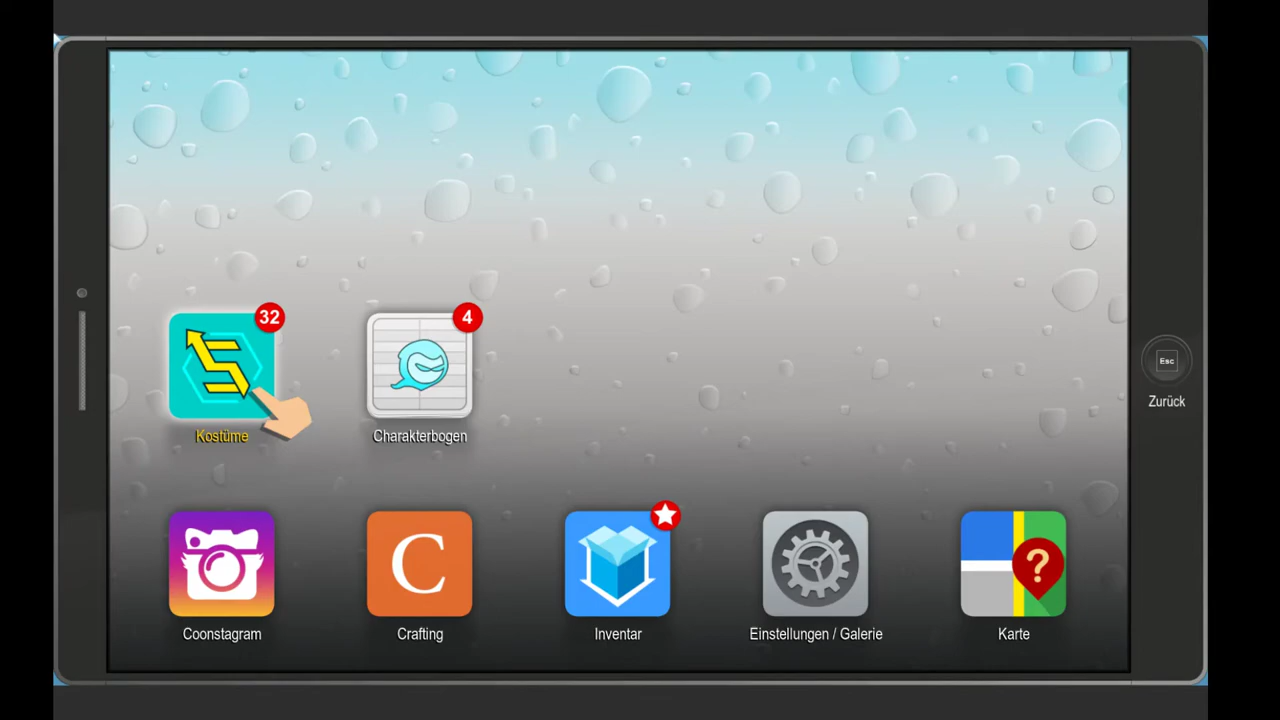 32
4
Kostüme
Charakterbogen
Esc
Zurück
C
?
Coonstagram
Crafting
Inventar
Einstellungen / Galerie
Karte